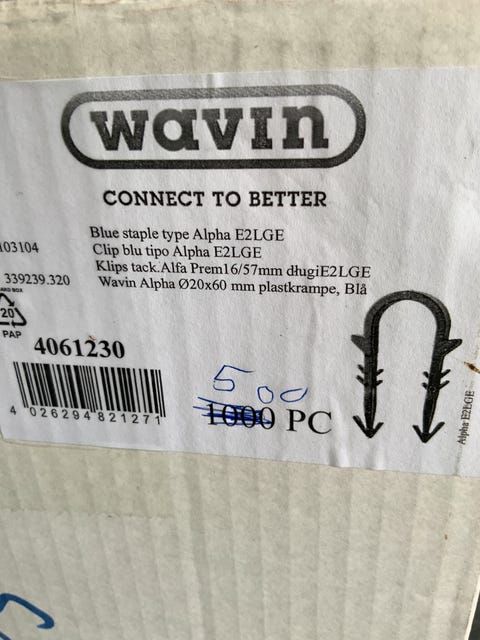 wavin
CONNECT TO BETTER
Blue staple type Alpha E2LGE
Clip blu tipo Alpha E2LGE
Klips tack.Alfa Prem16/57mm długiE2LGE
Wavin Alpha Ø20x60 mm plastkrampe, Blå
103104
339239.320
20
PAP
4061230
4 026294 821271
500
1000 PC
Alpha E2LGE